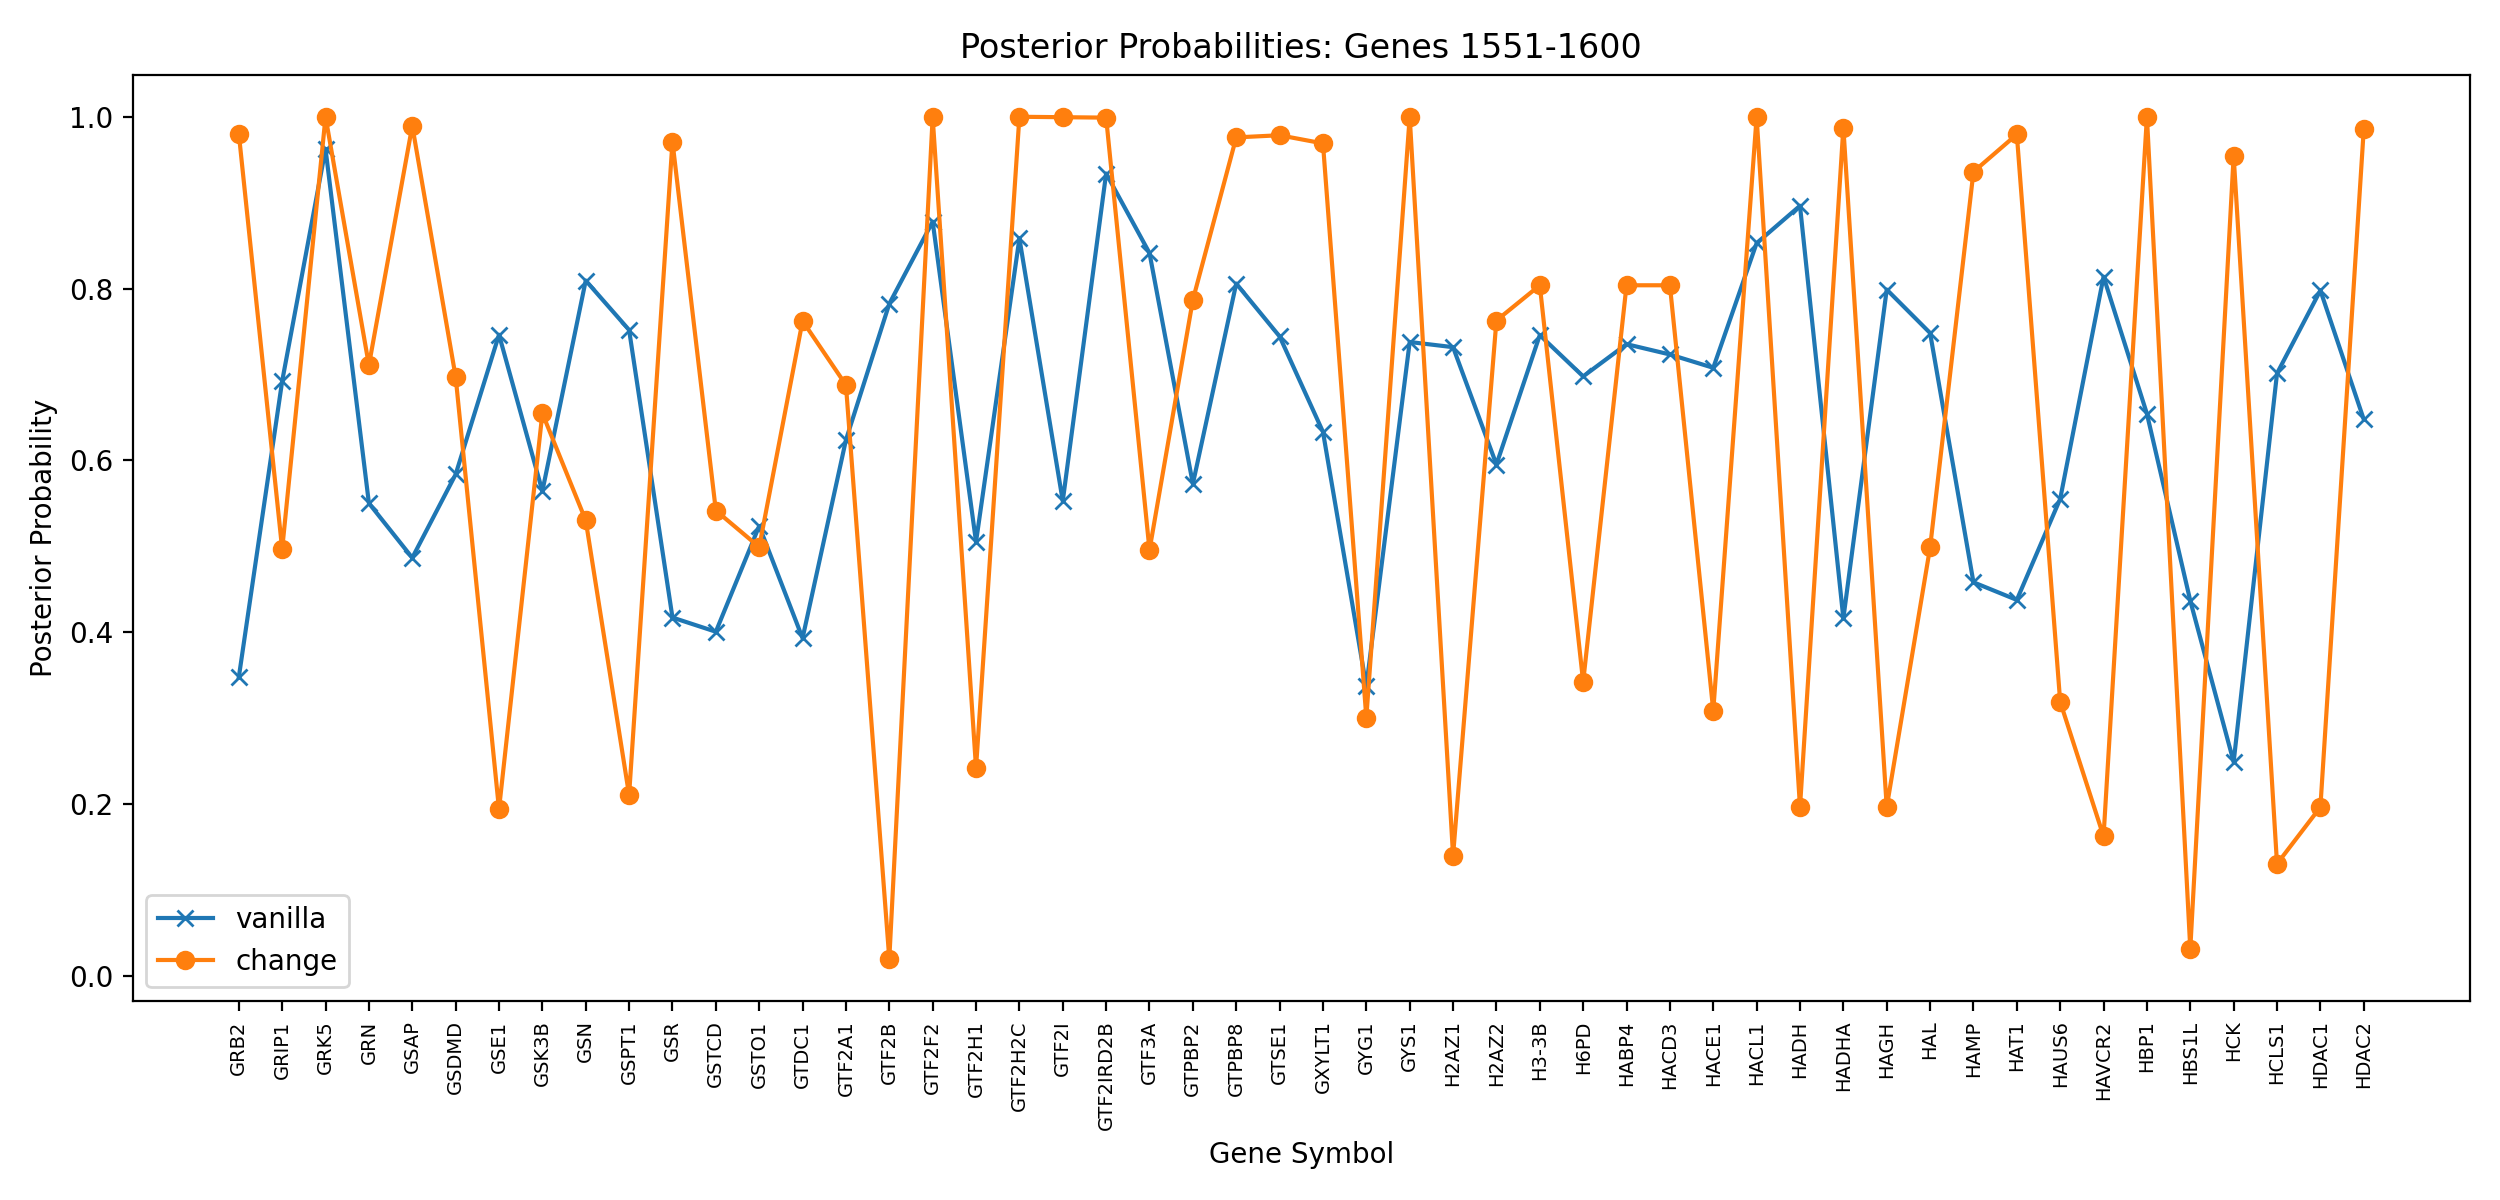 Posterior Probabilities: Genes 1551-1600
Posterior Probability
1.0
0.8
0.6
0.4
0.2
0.0
vanilla
change
GRB2
GRIP1
GRK5
GRN
GSAP
GSDMD
GSE1
GSK3B
GSN
GSPT1
GSR
GSTCD
GSTO1
GTDC1
GTF2A1
GTF2B
GTF2F2
GTF2H1
GTF2H2C
GTF2I
GTF2IRD2B
GTF3A
GTPBP2
GTPBP8
GTSE1
GXYLT1
GYG1
GYS1
H2AZ1
H2AZ2
H3-3B
H6PD
HABP4
HACD3
HACE1
HACL1
HADH
HADHA
HAGH
HAL
HAMP
HAT1
HAUS6
HAVCR2
HBP1
HBS1L
HCK
HCLS1
HDAC1
HDAC2
Gene Symbol